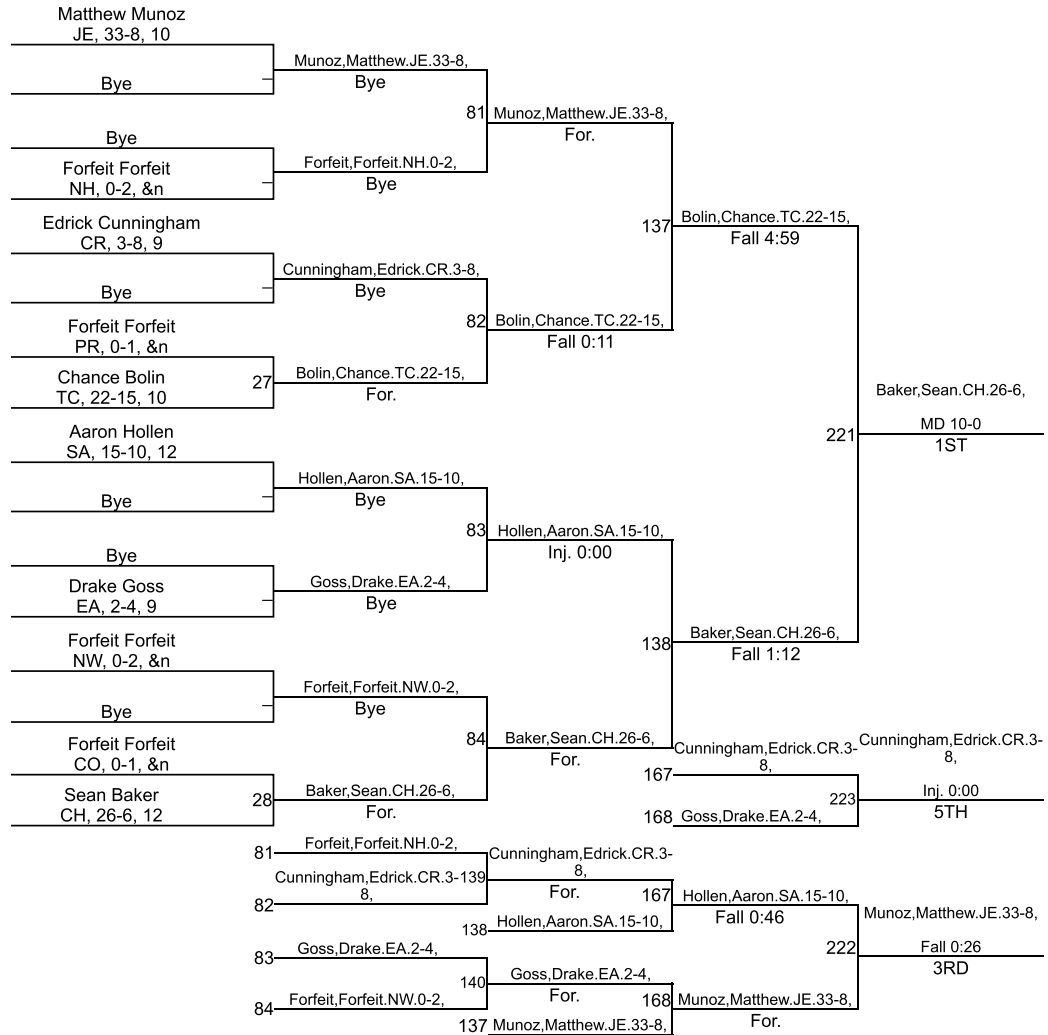 Matthew Munoz
JE, 33-8, 10
Munoz,Matthew.JE.33-8,
Bye
Bye
81 Munoz,Matthew.JE.33-8,
For.
Bye
Forfeit,Forfeit.NH.0-2,
Forfeit Forfeit
Bye
NH, 0-2, &n
Edrick Cunningham
CR, 3-8, 9
137
Bolin,Chance.TC.22-15,
Fall 4:59
Cunningham,Edrick.CR.3-8,
Bye
Bye
82 Bolin,Chance.TC.22-15,
Fall 0:11
Forfeit Forfeit
PR, 0-1, &n
Chance Bolin
TC, 22-15, 10
27
Bolin,Chance.TC.22-15,
For.
Baker,Sean.CH.26-6,
MD 10-0
221
1ST
Aaron Hollen
SA, 15-10, 12
Hollen,Aaron.SA.15-10,
Bye
Bye
83 Hollen,Aaron.SA.15-10,
Inj. 0:00
Bye
Drake Goss
EA, 2-4, 9
Goss,Drake.EA.2-4,
Bye
138
Baker,Sean.CH.26-6,
Fall 1:12
Forfeit Forfeit
NW, 0-2, &n
Forfeit,Forfeit.NW.0-2,
Bye
Bye
84 Baker,Sean.CH.26-6,
For.
Forfeit Forfeit
CO, 0-1, &n
Sean Baker
CH, 26-6, 12
28
Baker,Sean.CH.26-6,
For.
167
Cunningham,Edrick.CR.3-
8,
Cunningham,Edrick.CR.3-
8,
223
Inj. 0:00
5TH
168 Goss,Drake.EA.2-4,
81
Forfeit,Forfeit.NH.0-2,
82
Cunningham,Edrick.CR.3-
8,
139
Cunningham,Edrick.CR.3-
8,
For.
138 Hollen,Aaron.SA.15-10,
167
Hollen,Aaron.SA.15-10,
Fall 0:46
Munoz,Matthew.JE.33-8,
222
Fall 0:26
3RD
83
Goss,Drake.EA.2-4,
84
Forfeit,Forfeit.NW.0-2,
140
Goss,Drake.EA.2-4,
For.
137 Munoz,Matthew.JE.33-8,
168 Munoz,Matthew.JE.33-8,
For.